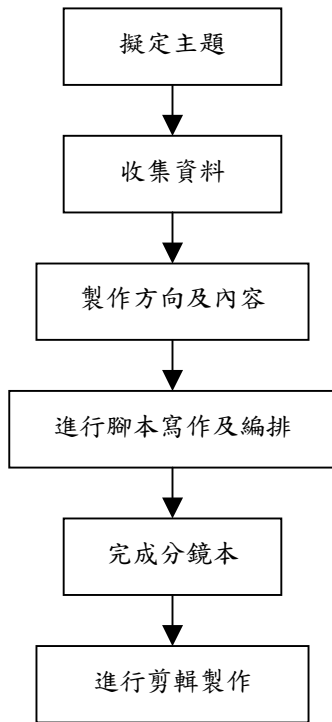 擬定主題
收集資料
製作方向及內容
進行腳本寫作及編排
完成分鏡本
進行剪輯製作